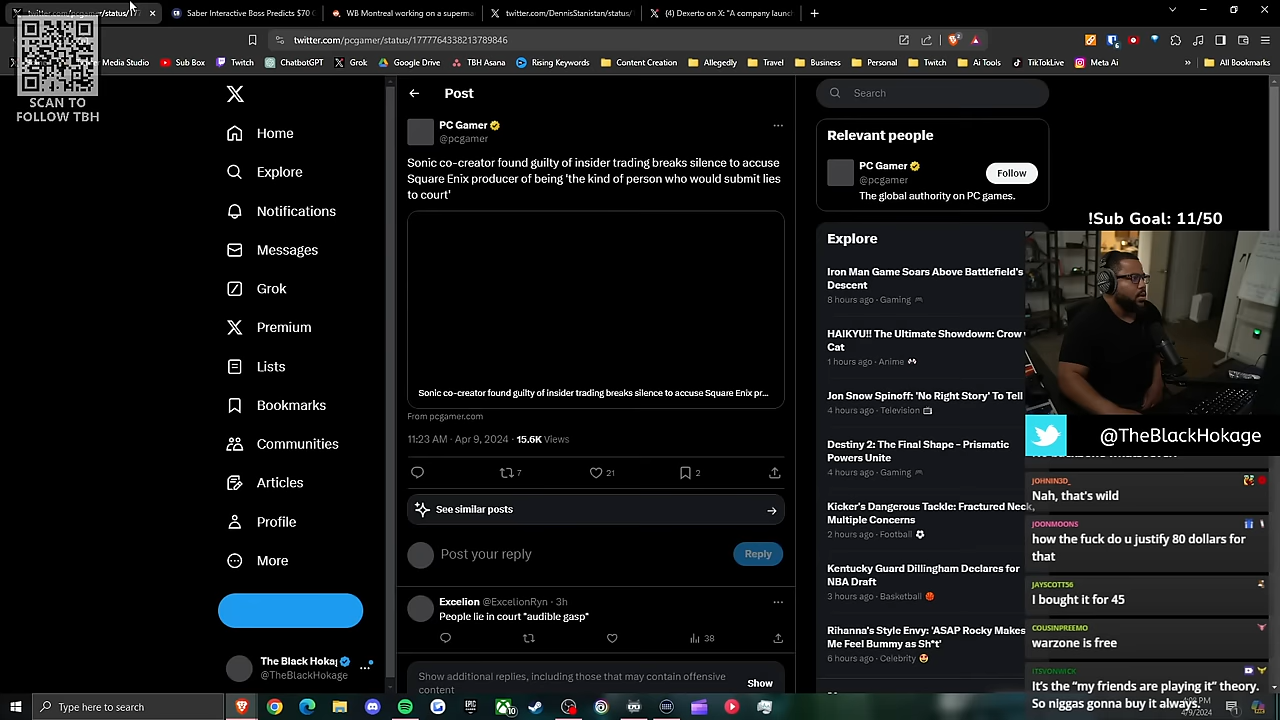 Saber Interactive Boss Predicts $70 G
WB Montreal working on a superma
twitter.com/DennisStanistan/status/
(4) Dexerto on X: "A company launch
twitter.com/pcgamer/status/1777764338213789846
Media Studio
Sub Box
Twitch
ChatbotGPT
Grok
Google Drive
TBH Asana
Rising Keywords
Content Creation
Allegedly
Travel
Business
Personal
Twitch
Ai Tools
TikTokLive
Meta Ai
All Bookmarks
SCAN TO
FOLLOW TBH
Home
Explore
Notifications
Messages
Grok
Premium
Lists
Bookmarks
Communities
Articles
Profile
More
The Black Hokag
@TheBlackHokage
Post
PC Gamer
@pcgamer
Sonic co-creator found guilty of insider trading breaks silence to accuse
Square Enix producer of being 'the kind of person who would submit lies
to court'
Sonic co-creator found guilty of insider trading breaks silence to accuse Square Enix pr...
From pcgamer.com
11:23 AM · Apr 9, 2024 · 15.6K Views
7
21
2
See similar posts
Post your reply
Reply
Excelion @ExcelionRyn · 3h
People lie in court *audible gasp*
38
Show additional replies, including those that may contain offensive
content
Show
Search
Relevant people
PC Gamer
@pcgamer
Follow
The global authority on PC games.
Explore
Iron Man Game Soars Above Battlefield's
Descent
8 hours ago · Gaming
HAIKYU!! The Ultimate Showdown: Crow
Cat
1 hours ago · Anime
Jon Snow Spinoff: 'No Right Story' To Tell
4 hours ago · Television
Destiny 2: The Final Shape – Prismatic
Powers Unite
4 hours ago · Gaming
Kicker's Dangerous Tackle: Fractured Neck,
Multiple Concerns
2 hours ago · Football
Kentucky Guard Dillingham Declares for
NBA Draft
3 hours ago · Basketball
Rihanna's Style Envy: 'ASAP Rocky Makes
Me Feel Bummy as Sh*t'
6 hours ago · Celebrity
!Sub Goal: 11/50
@TheBlackHokage
JOHNIN3D_
Nah, that's wild
JOONMOONS
how the fuck do u justify 80 dollars for
that
JAYSCOTT56
I bought it for 45
COUSINPREEMO
warzone is free
ITSVONWICK
It's the "my friends are playing it" theory.
So niggas gonna buy it always.
Type here to search
4/9/2024